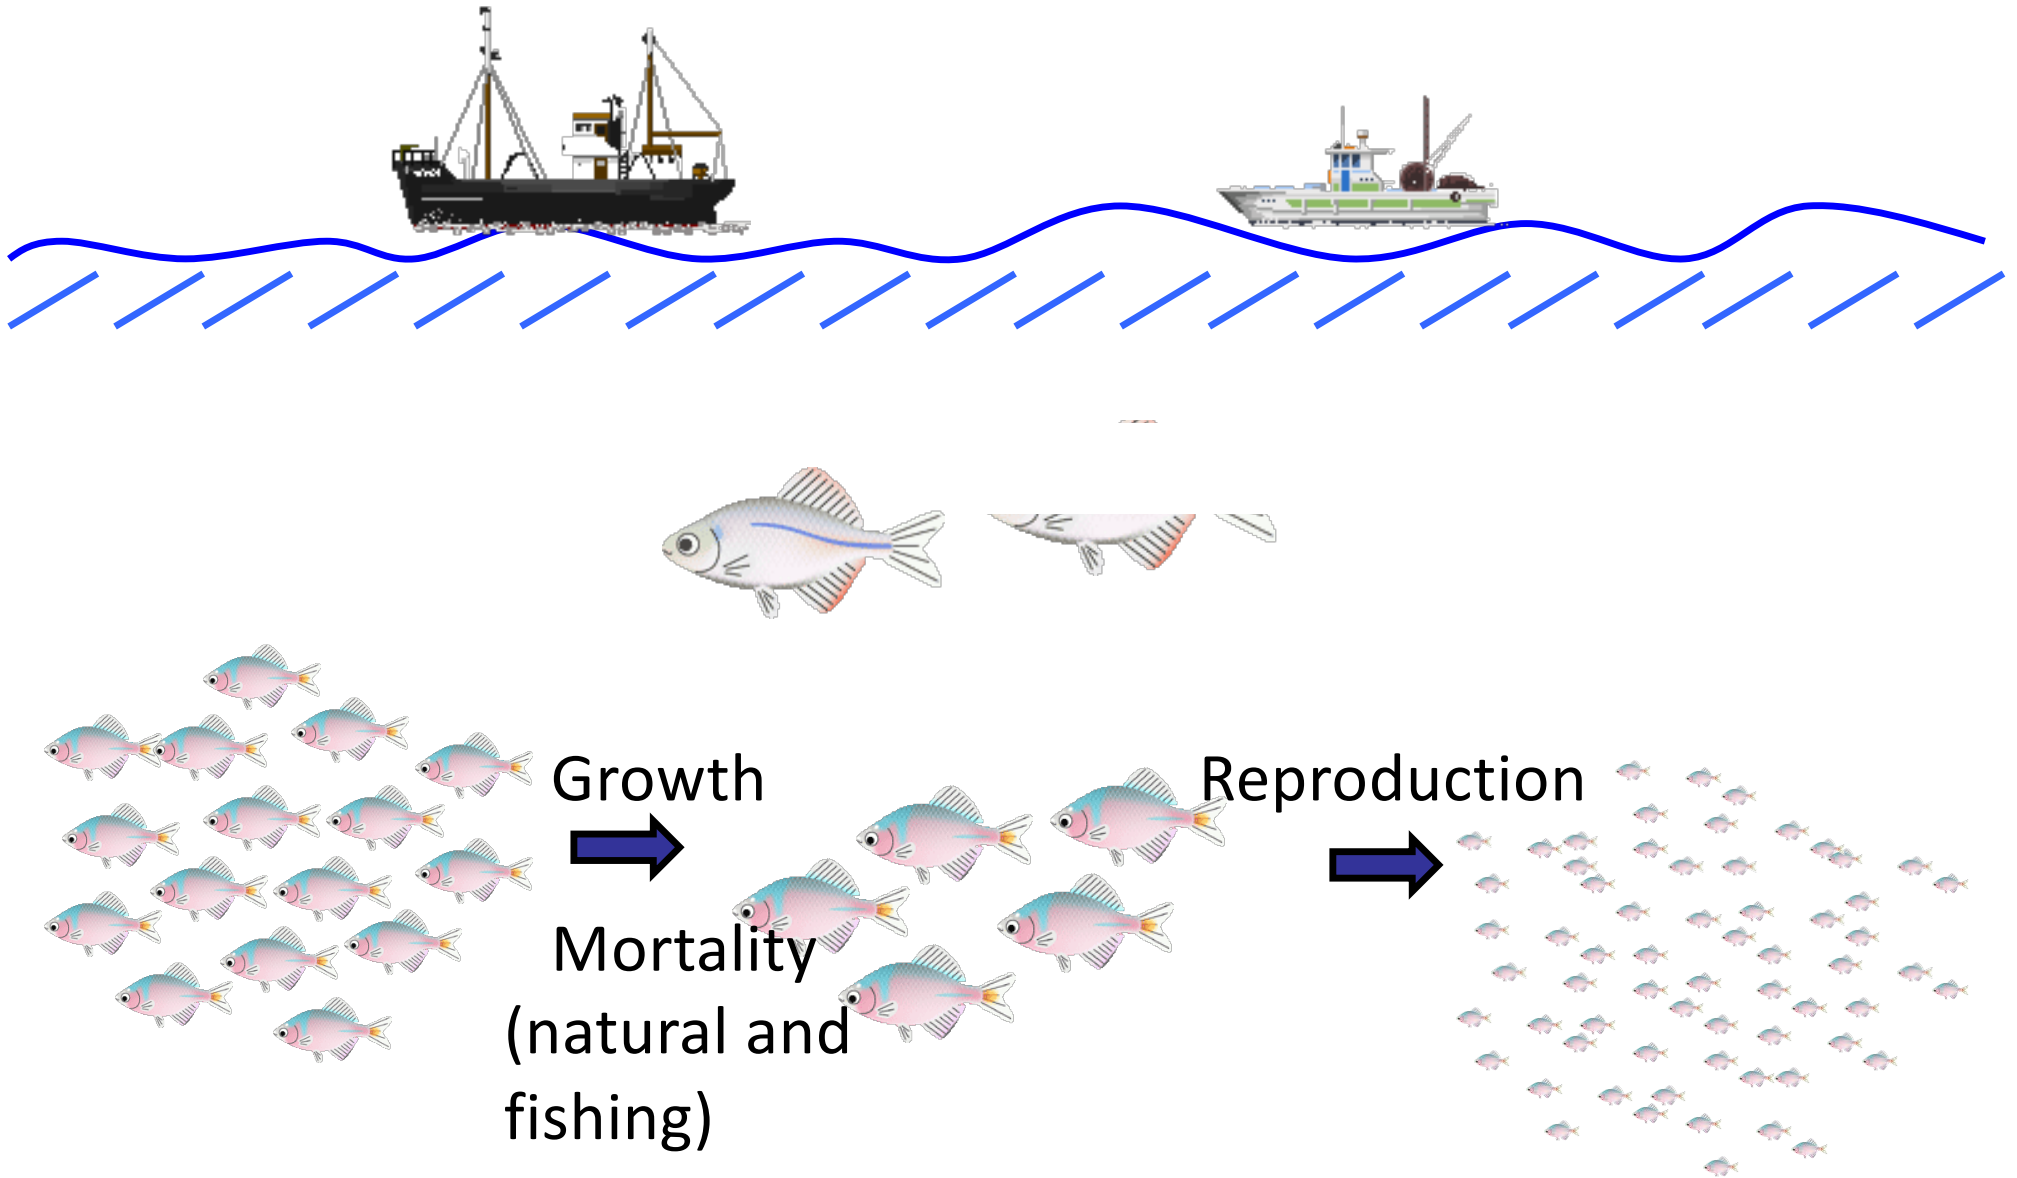 Growth
Reproduction
Mortality
(natural and
fishing)